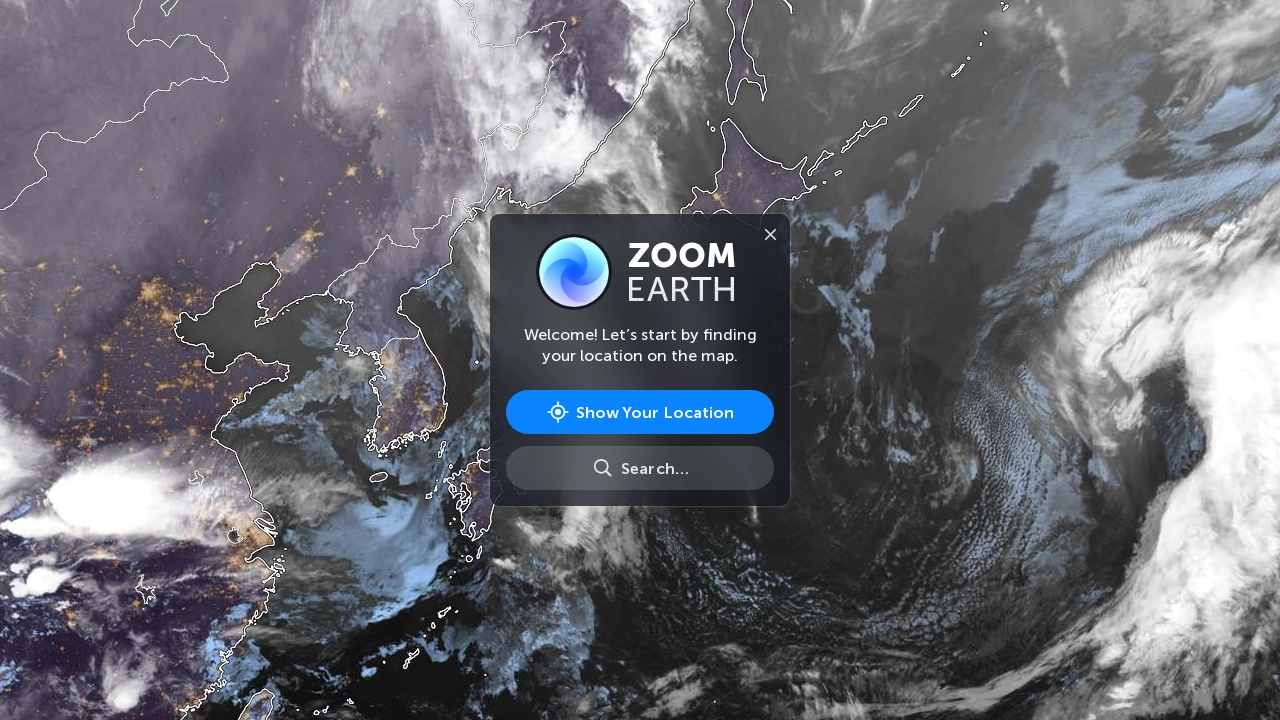 ZOOM
EARTH
Welcome! Let’s start by finding
your location on the map.
Show Your Location
Search...